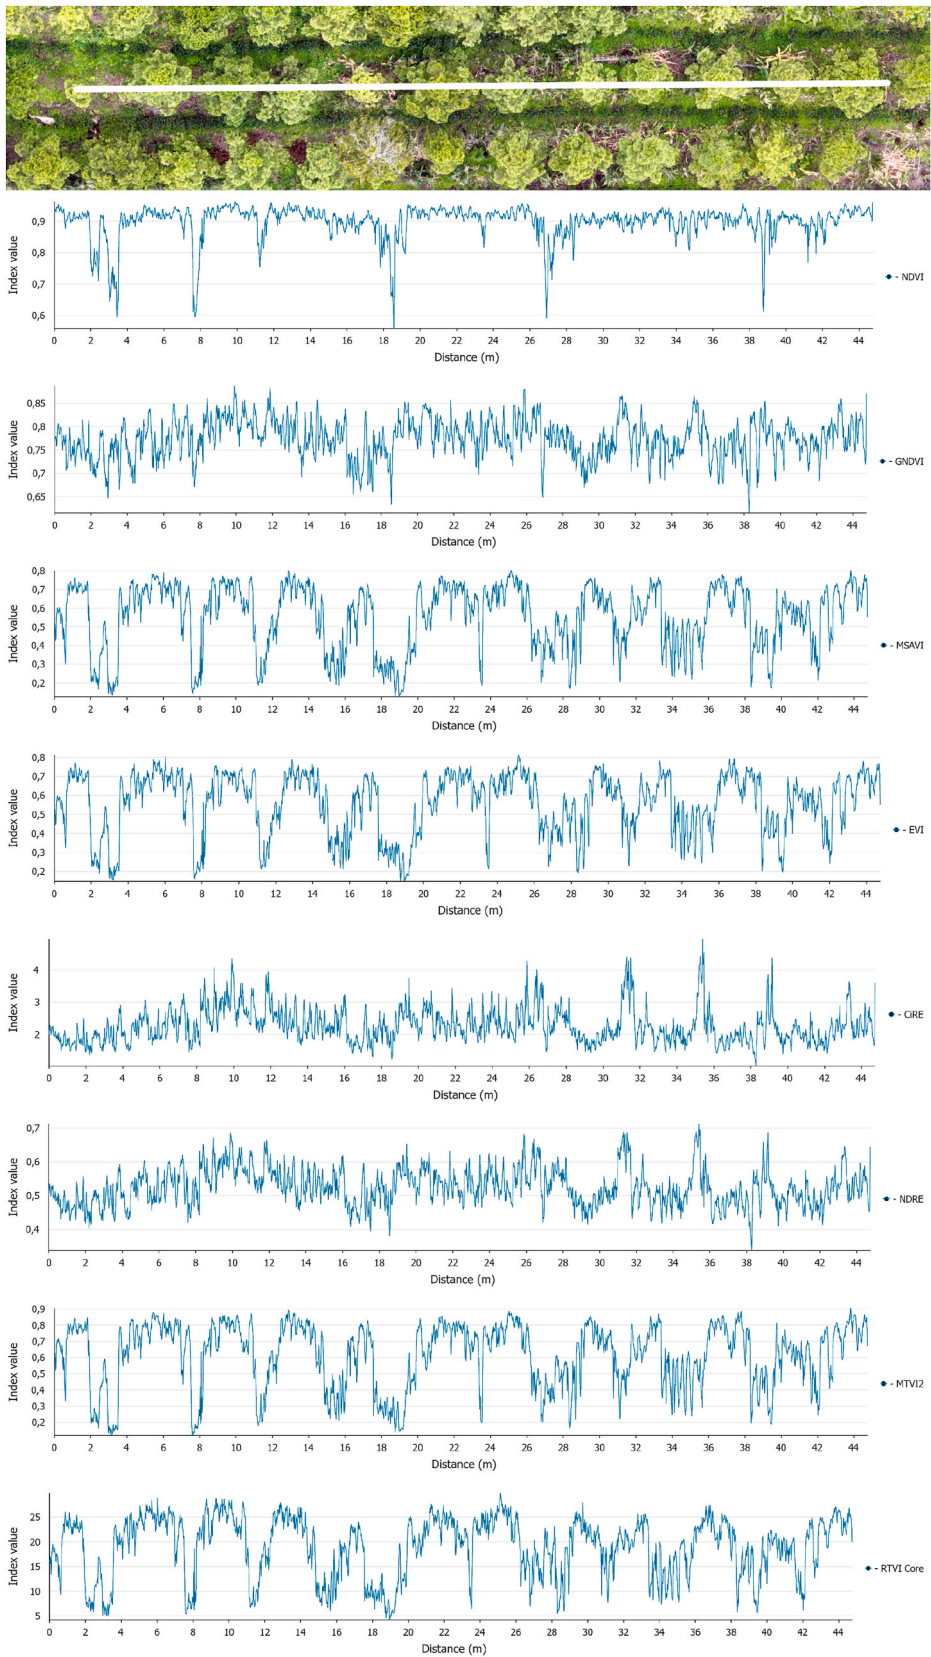 0,9
0,8
0,7
0,6
Index value
0 2 4 6 8 10 12 14 16 18 20 22 24 26 28 30 32 34 36 38 40 42 44
Distance (m)
- NDVI
0,85
0,8
0,75
0,7
0,65
Index value
0 2 4 6 8 10 12 14 16 18 20 22 24 26 28 30 32 34 36 38 40 42 44
Distance (m)
- GNDVI
0,8
0,7
0,6
0,5
0,4
0,3
0,2
Index value
0 2 4 6 8 10 12 14 16 18 20 22 24 26 28 30 32 34 36 38 40 42 44
Distance (m)
- MSAVI
0,8
0,7
0,6
0,5
0,4
0,3
0,2
Index value
0 2 4 6 8 10 12 14 16 18 20 22 24 26 28 30 32 34 36 38 40 42 44
Distance (m)
- EVI
4
3
2
Index value
0 2 4 6 8 10 12 14 16 18 20 22 24 26 28 30 32 34 36 38 40 42 44
Distance (m)
- CiRE
0,7
0,6
0,5
0,4
Index value
0 2 4 6 8 10 12 14 16 18 20 22 24 26 28 30 32 34 36 38 40 42 44
Distance (m)
- NDRE
0,9
0,8
0,7
0,6
0,5
0,4
0,3
0,2
Index value
0 2 4 6 8 10 12 14 16 18 20 22 24 26 28 30 32 34 36 38 40 42 44
Distance (m)
- MTVI2
25
20
15
10
5
Index value
0 2 4 6 8 10 12 14 16 18 20 22 24 26 28 30 32 34 36 38 40 42 44
Distance (m)
- RTVI Core